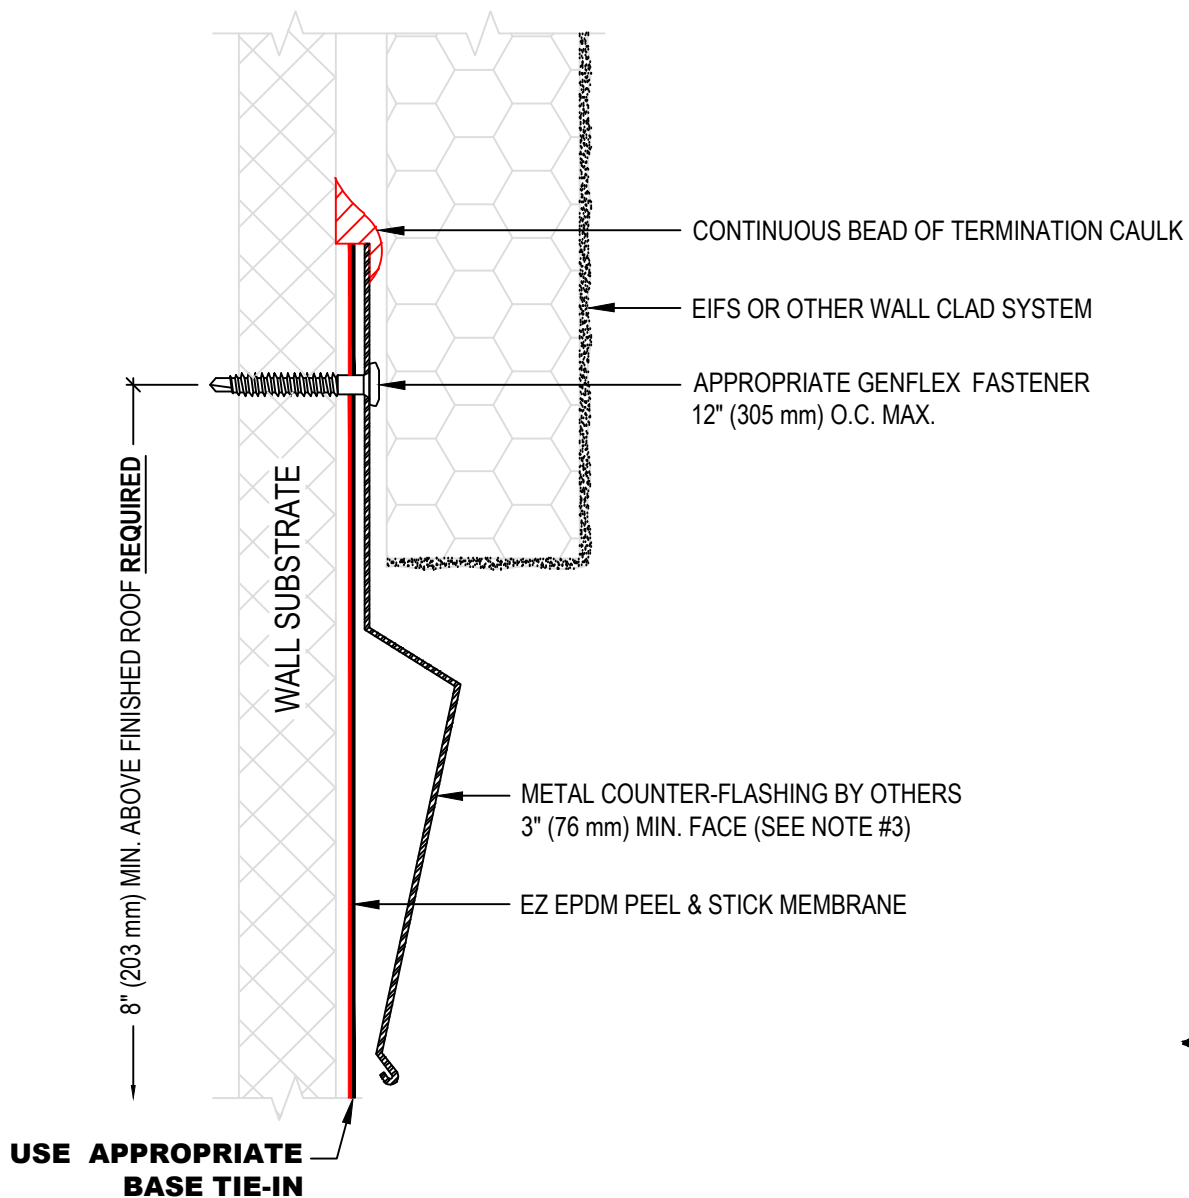 CONTINUOUS BEAD OF TERMINATION CAULK
EIFS OR OTHER WALL CLAD SYSTEM
APPROPRIATE GENFLEX FASTENER
12" (305 mm) O.C. MAX.
8" (203 mm) MIN. ABOVE FINISHED ROOF REQUIRED
WALL SUBSTRATE
METAL COUNTER-FLASHING BY OTHERS
3" (76 mm) MIN. FACE (SEE NOTE #3)
EZ EPDM PEEL & STICK MEMBRANE
USE APPROPRIATE
BASE TIE-IN